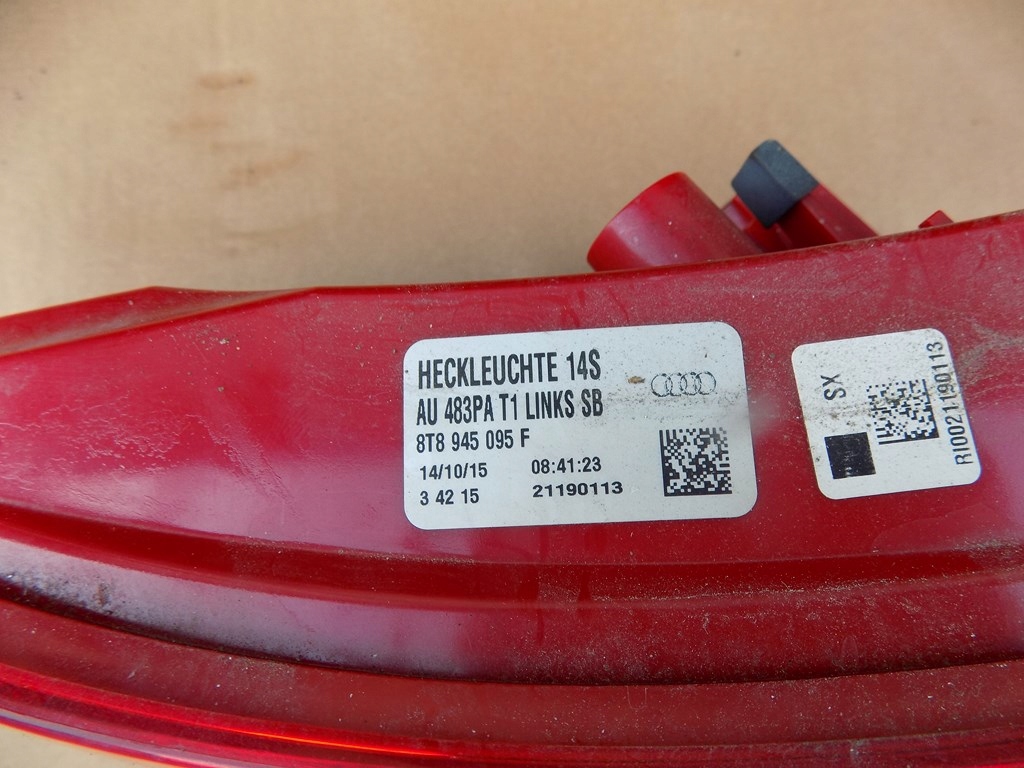 HECKLEUCHTE 14S
AU 483PA T1 LINKS SB
8T8 945 095 F
14/10/15 08:41:23
3 42 15 21190113
SX
RI0021190113